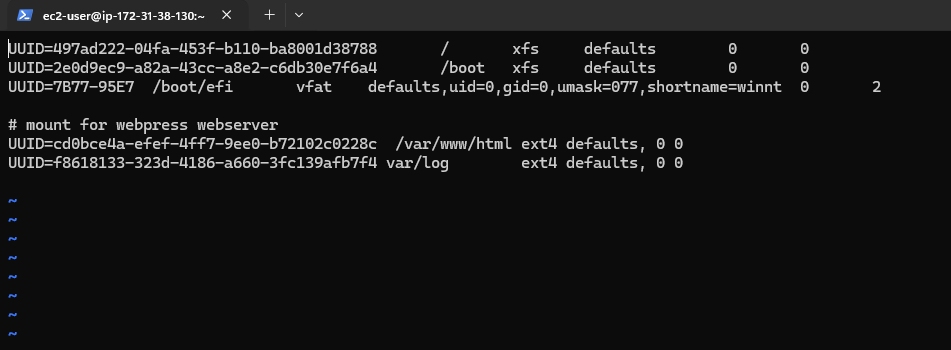 ec2-user@ip-172-31-38-130:~
UUID=497ad222-04fa-453f-b110-ba8001d38788 / xfs defaults 0 0
UUID=2e0d9ec9-a82a-43cc-a8e2-c6db30e7f6a4 /boot xfs defaults 0 0
UUID=7B77-95E7 /boot/efi vfat defaults,uid=0,gid=0,umask=077,shortname=winnt 0 2
# mount for webpress webserver
UUID=cd0bce4a-efef-4ff7-9ee0-b72102c0228c /var/www/html ext4 defaults, 0 0
UUID=f8618133-323d-4186-a660-3fc139afb7f4 var/log ext4 defaults, 0 0
~
~
~
~
~
~
~
~